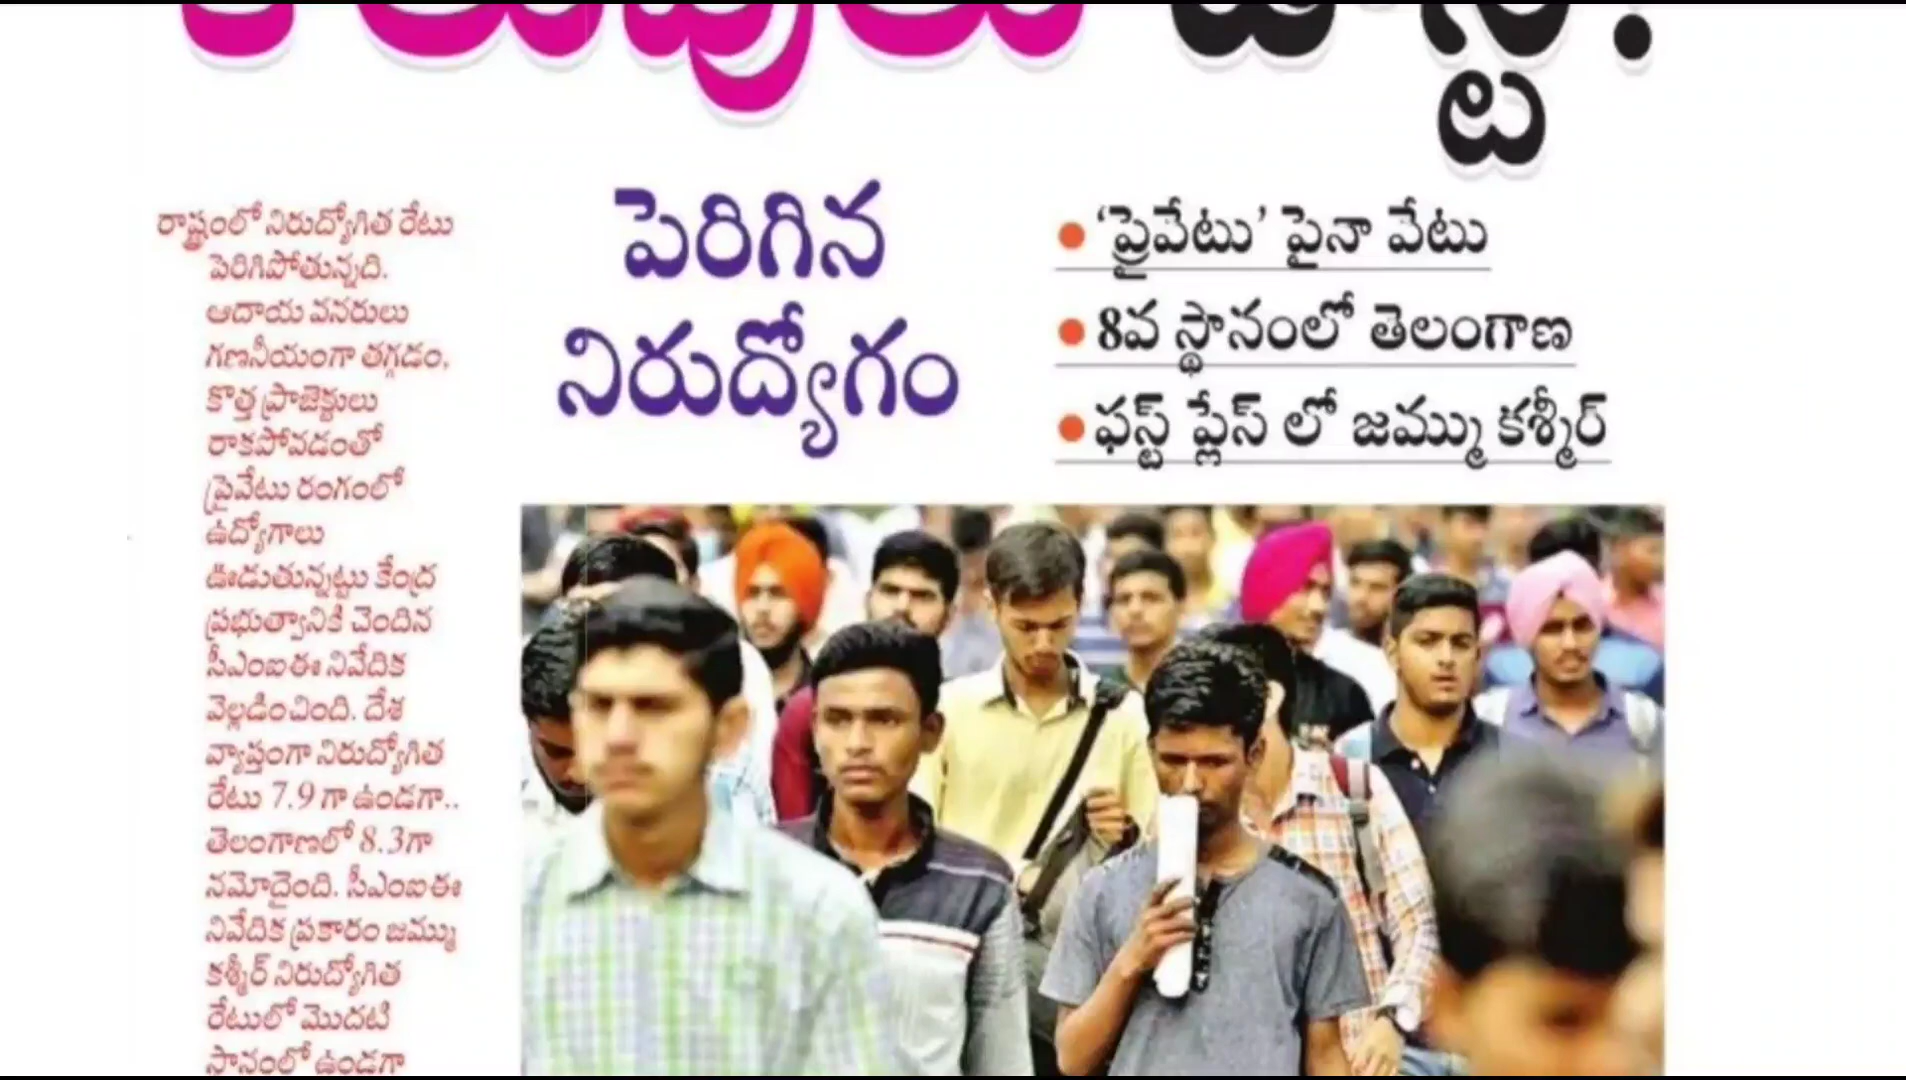 పెరిగిన
నిరుద్యోగం
• ‘ప్రైవేటు’ పైనా వేటు
• 8వ స్థానంలో తెలంగాణ
• ఫస్ట్ ప్లేస్ లో జమ్ము కశ్మీర్
రాష్ట్రంలో నిరుద్యోగిత రేటు
పెరిగిపోతున్నది.
ఆదాయ వనరులు
గణనీయంగా తగ్గడం,
కొత్త ప్రాజెక్టులు
రాకపోవడంతో
ప్రైవేటు రంగంలో
ఉద్యోగాలు
ఊడుతున్నట్టు కేంద్ర
ప్రభుత్వానికి చెందిన
సీఎంఐఈ నివేదిక
వెల్లడించింది. దేశ
వ్యాప్తంగా నిరుద్యోగిత
రేటు 7.9 గా ఉండగా..
తెలంగాణలో 8.3గా
నమోదైంది. సీఎంఐఈ
నివేదిక ప్రకారం జమ్ము
కశ్మీర్ నిరుద్యోగిత
రేటులో మొదటి
స్థానంలో ఉండగా